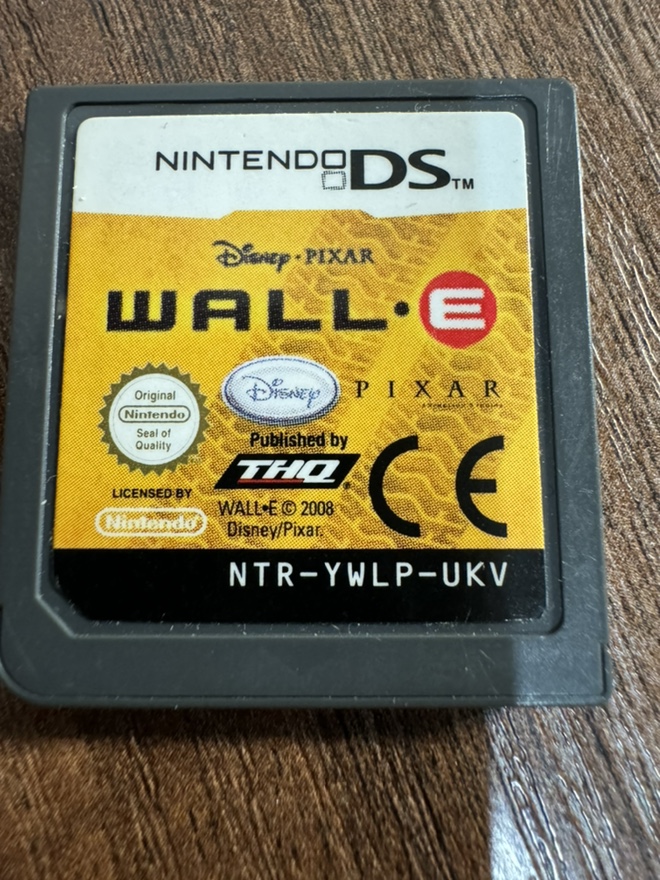 NINTENDO DS™
Disney · PIXAR
WALL·E
Original
Nintendo
Seal of
Quality
Disney
PIXAR
Published by
THQ®
LICENSED BY
Nintendo®
WALL•E © 2008
Disney/Pixar.
CE
NTR-YWLP-UKV